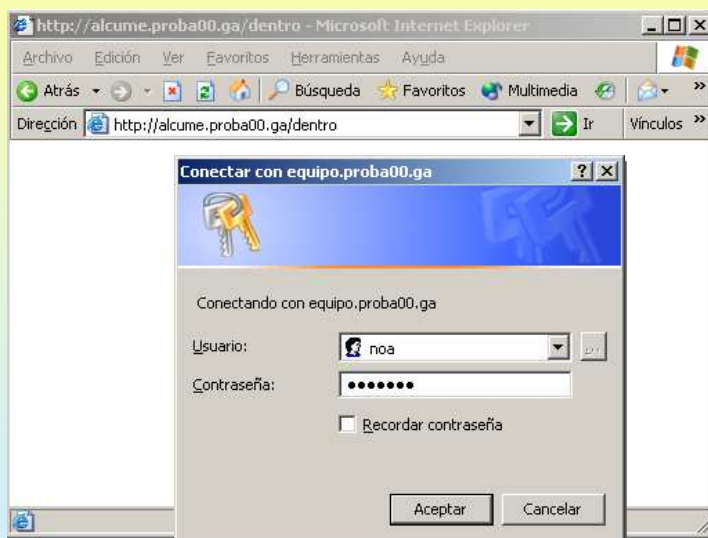 http://alcume.proba00.ga/dentro - Microsoft Internet Explorer
Archivo Edición Ver Favoritos Herramientas Ayuda
Atrás Búsqueda Favoritos Multimedia »
Dirección http://alcume.proba00.ga/dentro Ir Vínculos »
Conectar con equipo.proba00.ga
Conectando con equipo.proba00.ga
Usuario: noa ...
Contraseña: •••••••
Recordar contraseña
Aceptar Cancelar